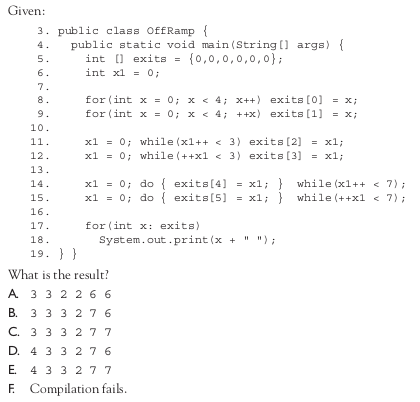 Given:
3. public class OffRamp {
4. public static void main(String[] args) {
5. int [] exits = {0,0,0,0,0,0};
6. int x1 = 0;
7.
8. for(int x = 0; x < 4; x++) exits[0] = x;
9. for(int x = 0; x < 4; ++x) exits[1] = x;
10.
11. x1 = 0; while(x1++ < 3) exits[2] = x1;
12. x1 = 0; while(++x1 < 3) exits[3] = x1;
13.
14. x1 = 0; do { exits[4] = x1; } while(x1++ < 7);
15. x1 = 0; do { exits[5] = x1; } while(++x1 < 7);
16.
17. for(int x: exits)
18. System.out.print(x + " ");
19. } }
What is the result?
A. 3 3 2 2 6 6
B. 3 3 3 2 7 6
C. 3 3 3 2 7 7
D. 4 3 3 2 7 6
E. 4 3 3 2 7 7
F. Compilation fails.